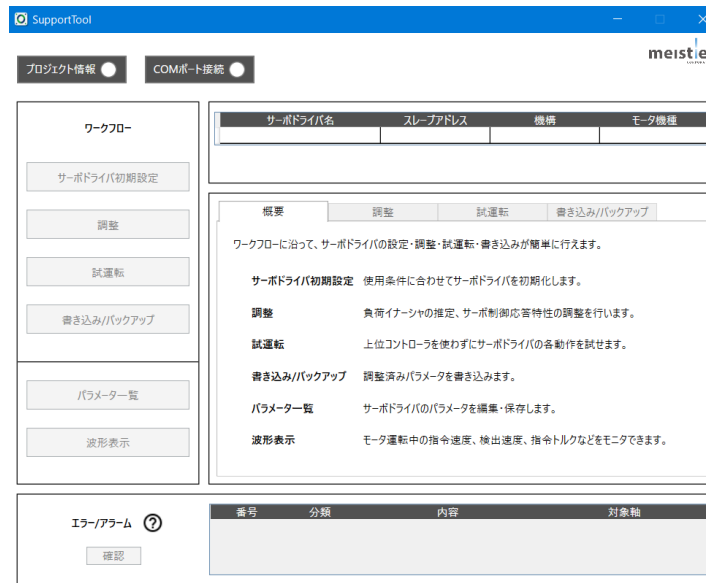 SupportTool
プロジェクト情報
COMポート接続
meistle
ワークフロー
サーボドライバ初期設定
調整
試運転
書き込み/バックアップ
パラメータ一覧
波形表示
サーボドライバ名 スレーブアドレス 機構 モータ機種
概要 調整 試運転 書き込み/バックアップ
ワークフローに沿って、サーボドライバの設定・調整・試運転・書き込みが簡単に行えます。
サーボドライバ初期設定 使用条件に合わせてサーボドライバを初期化します。
調整 負荷イナーシャの推定、サーボ制御応答特性の調整を行います。
試運転 上位コントローラを使わずにサーボドライバの各動作を試せます。
書き込み/バックアップ 調整済みパラメータを書き込みます。
パラメータ一覧 サーボドライバのパラメータを編集・保存します。
波形表示 モータ運転中の指令速度、検出速度、指令トルクなどをモニタできます。
エラー/アラーム ?
確認
番号 分類 内容 対象軸